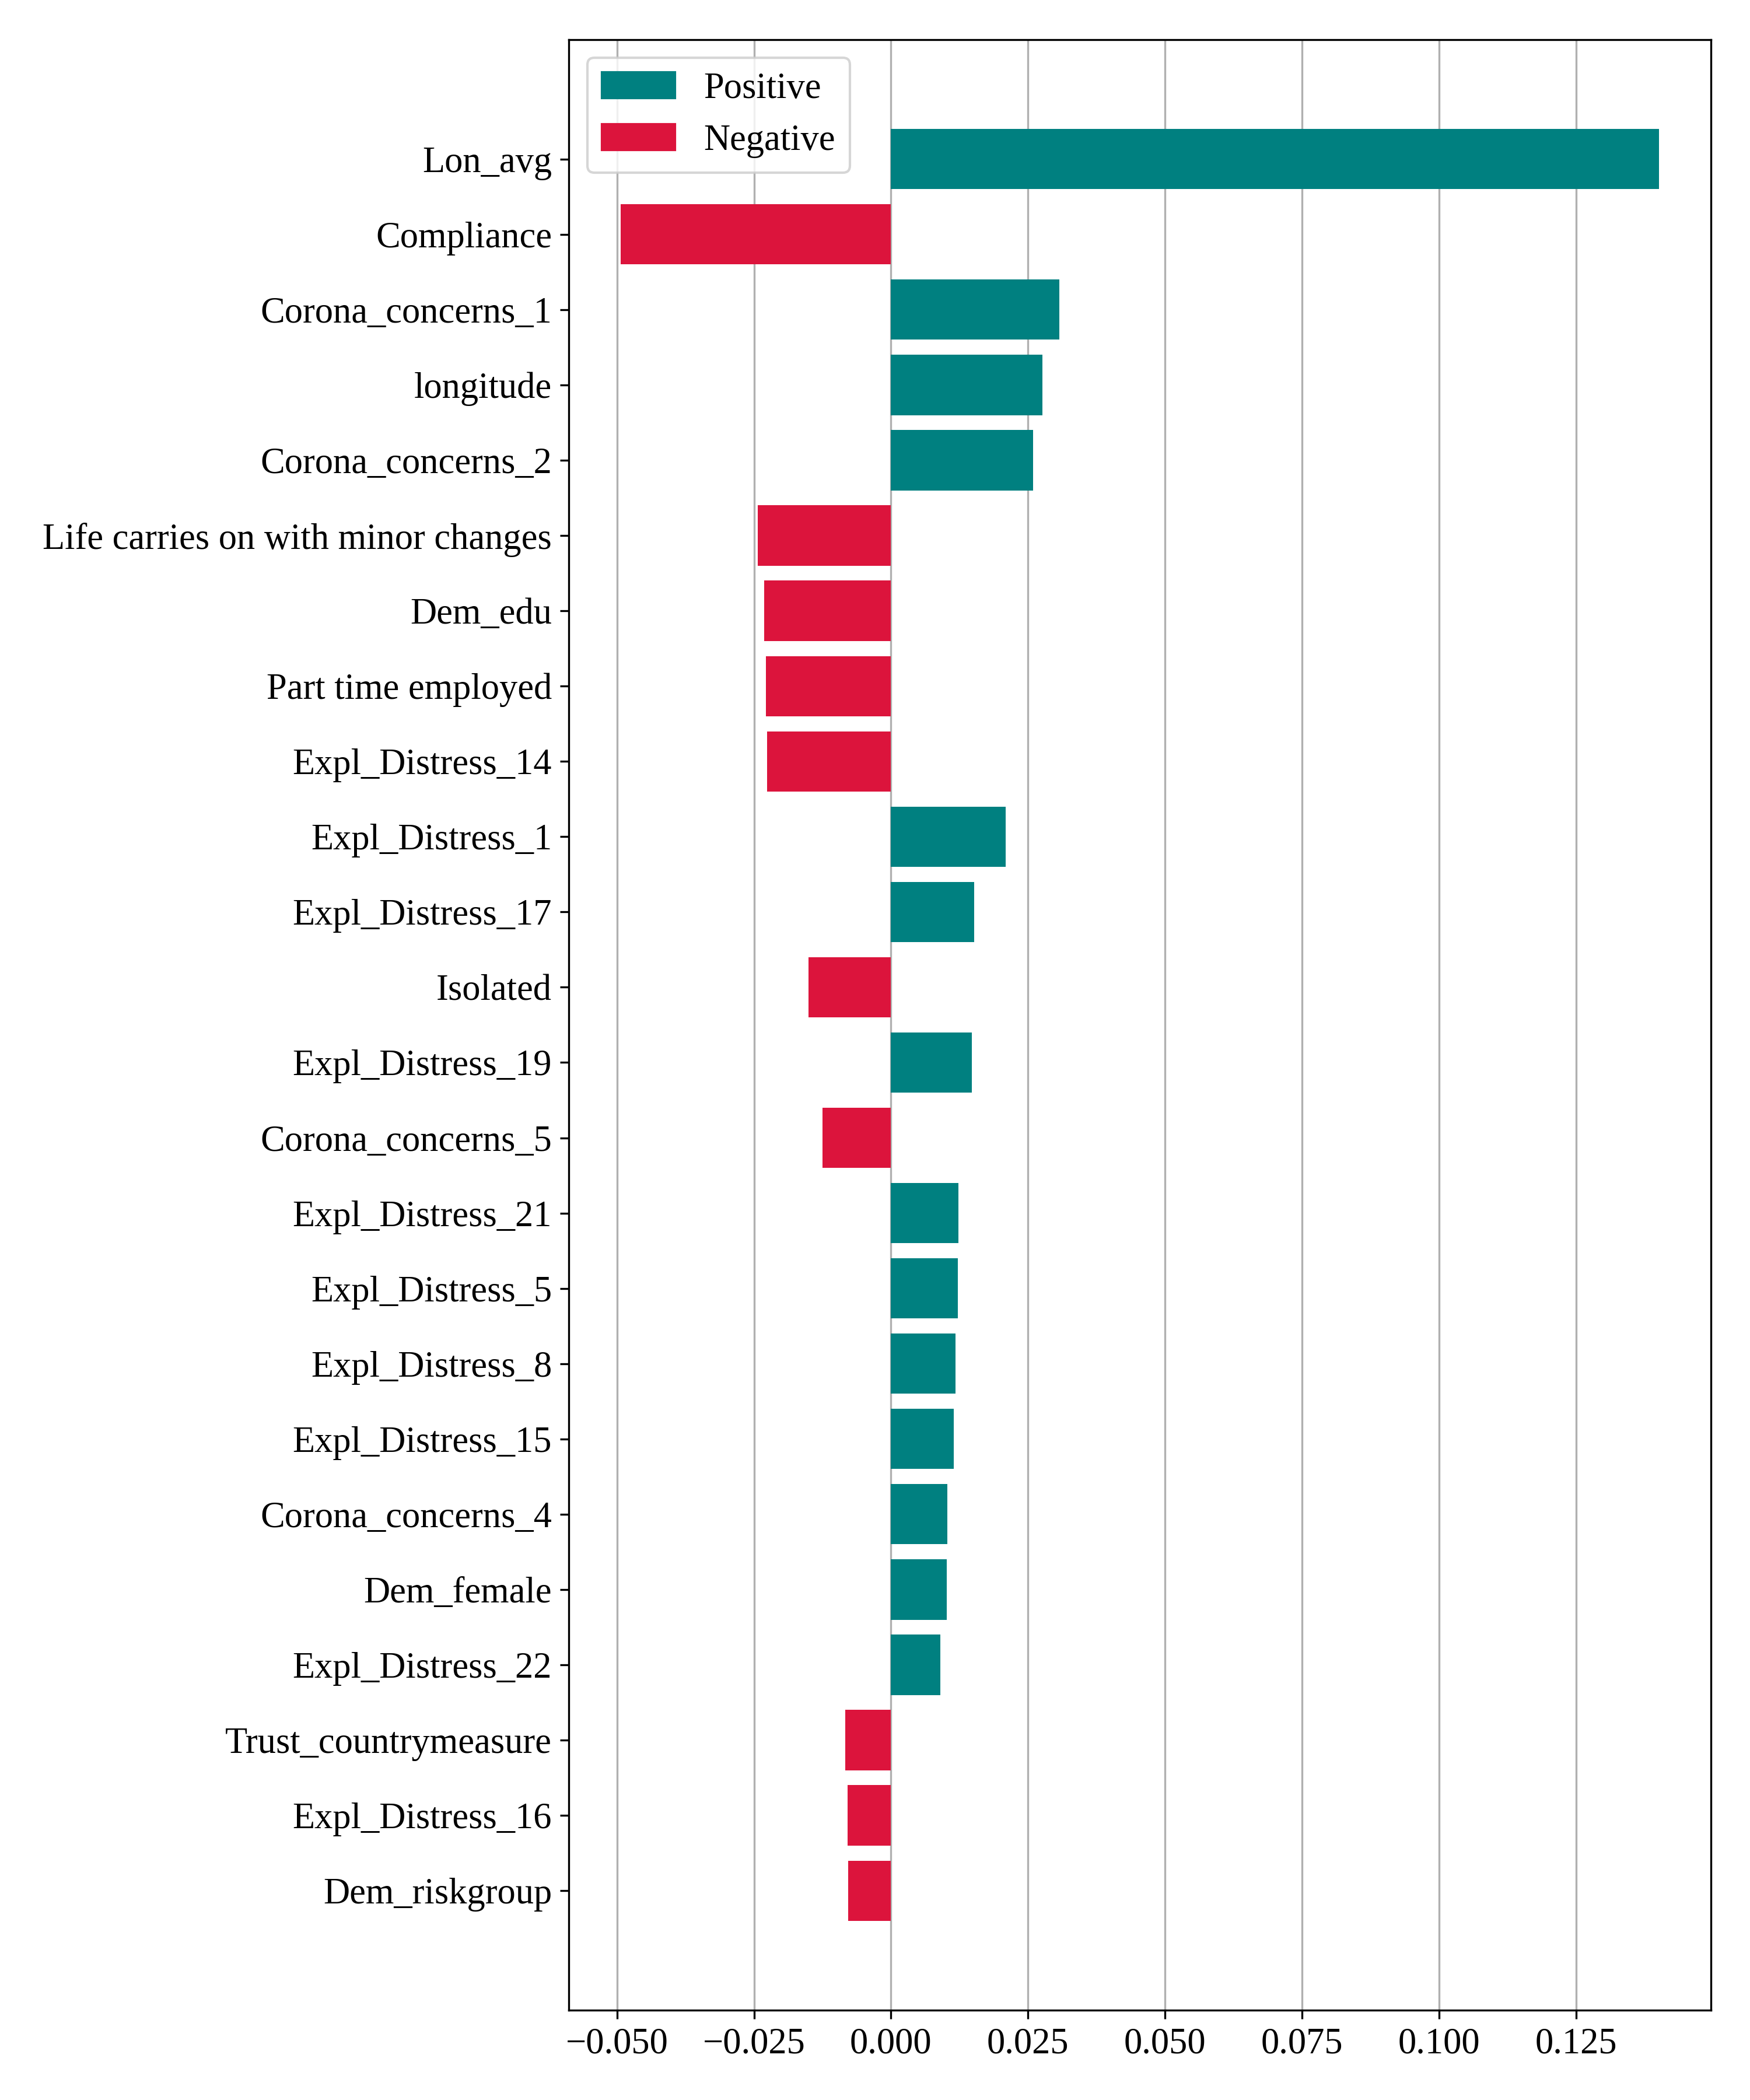 Positive
Negative
Lon_avg
Compliance
Corona_concerns_1
longitude
Corona_concerns_2
Life carries on with minor changes
Dem_edu
Part time employed
Expl_Distress_14
Expl_Distress_1
Expl_Distress_17
Isolated
Expl_Distress_19
Corona_concerns_5
Expl_Distress_21
Expl_Distress_5
Expl_Distress_8
Expl_Distress_15
Corona_concerns_4
Dem_female
Expl_Distress_22
Trust_countrymeasure
Expl_Distress_16
Dem_riskgroup
−0.050 −0.025 0.000 0.025 0.050 0.075 0.100 0.125